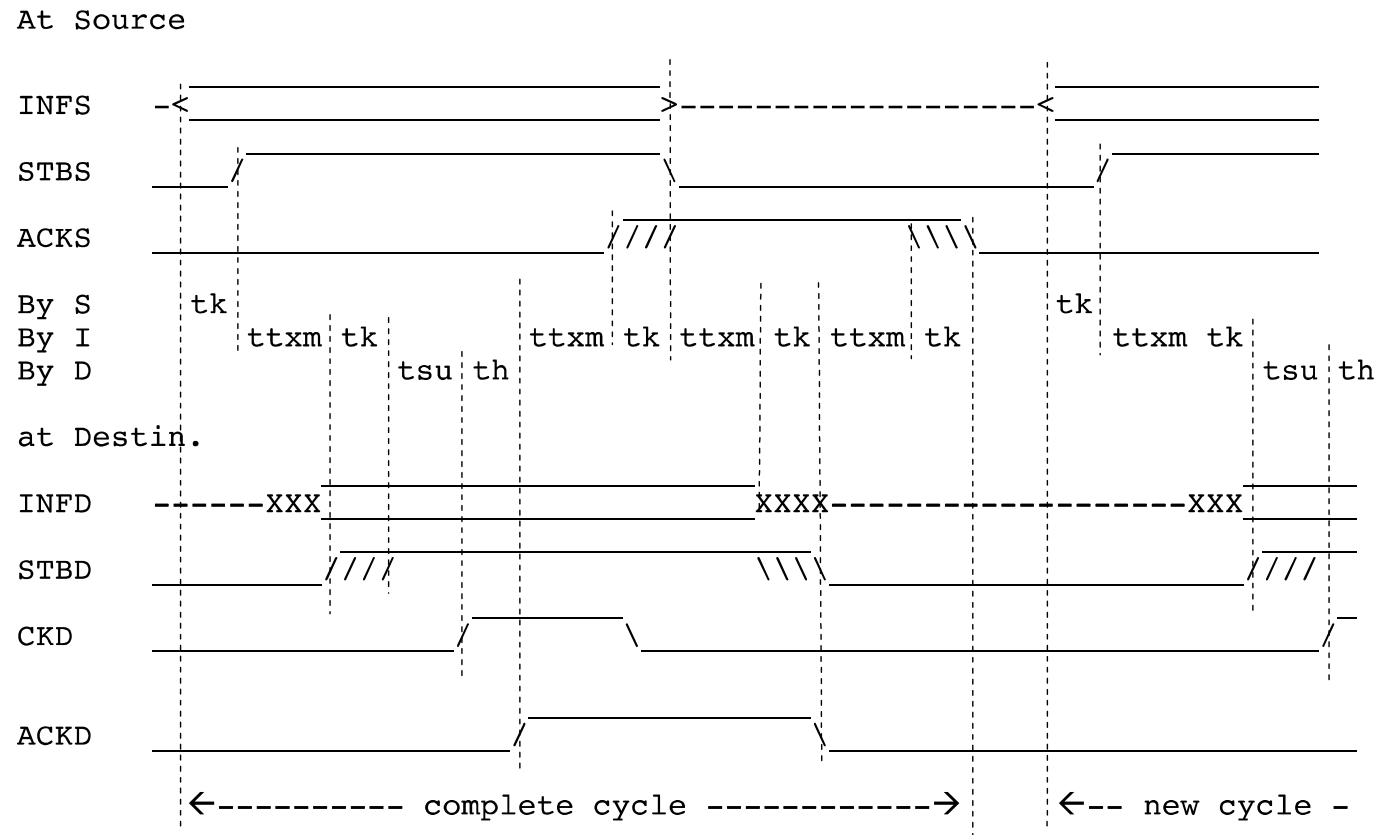 At Source
INFS
STBS
ACKS
By S tk tk
By I ttxm tk ttxm tk ttxm tk ttxm tk ttxm tk
By D tsu th tsu th
at Destin.
INFD XXX XXXX XXX
STBD
CKD
ACKD
←---------- complete cycle ------------→ ←-- new cycle -